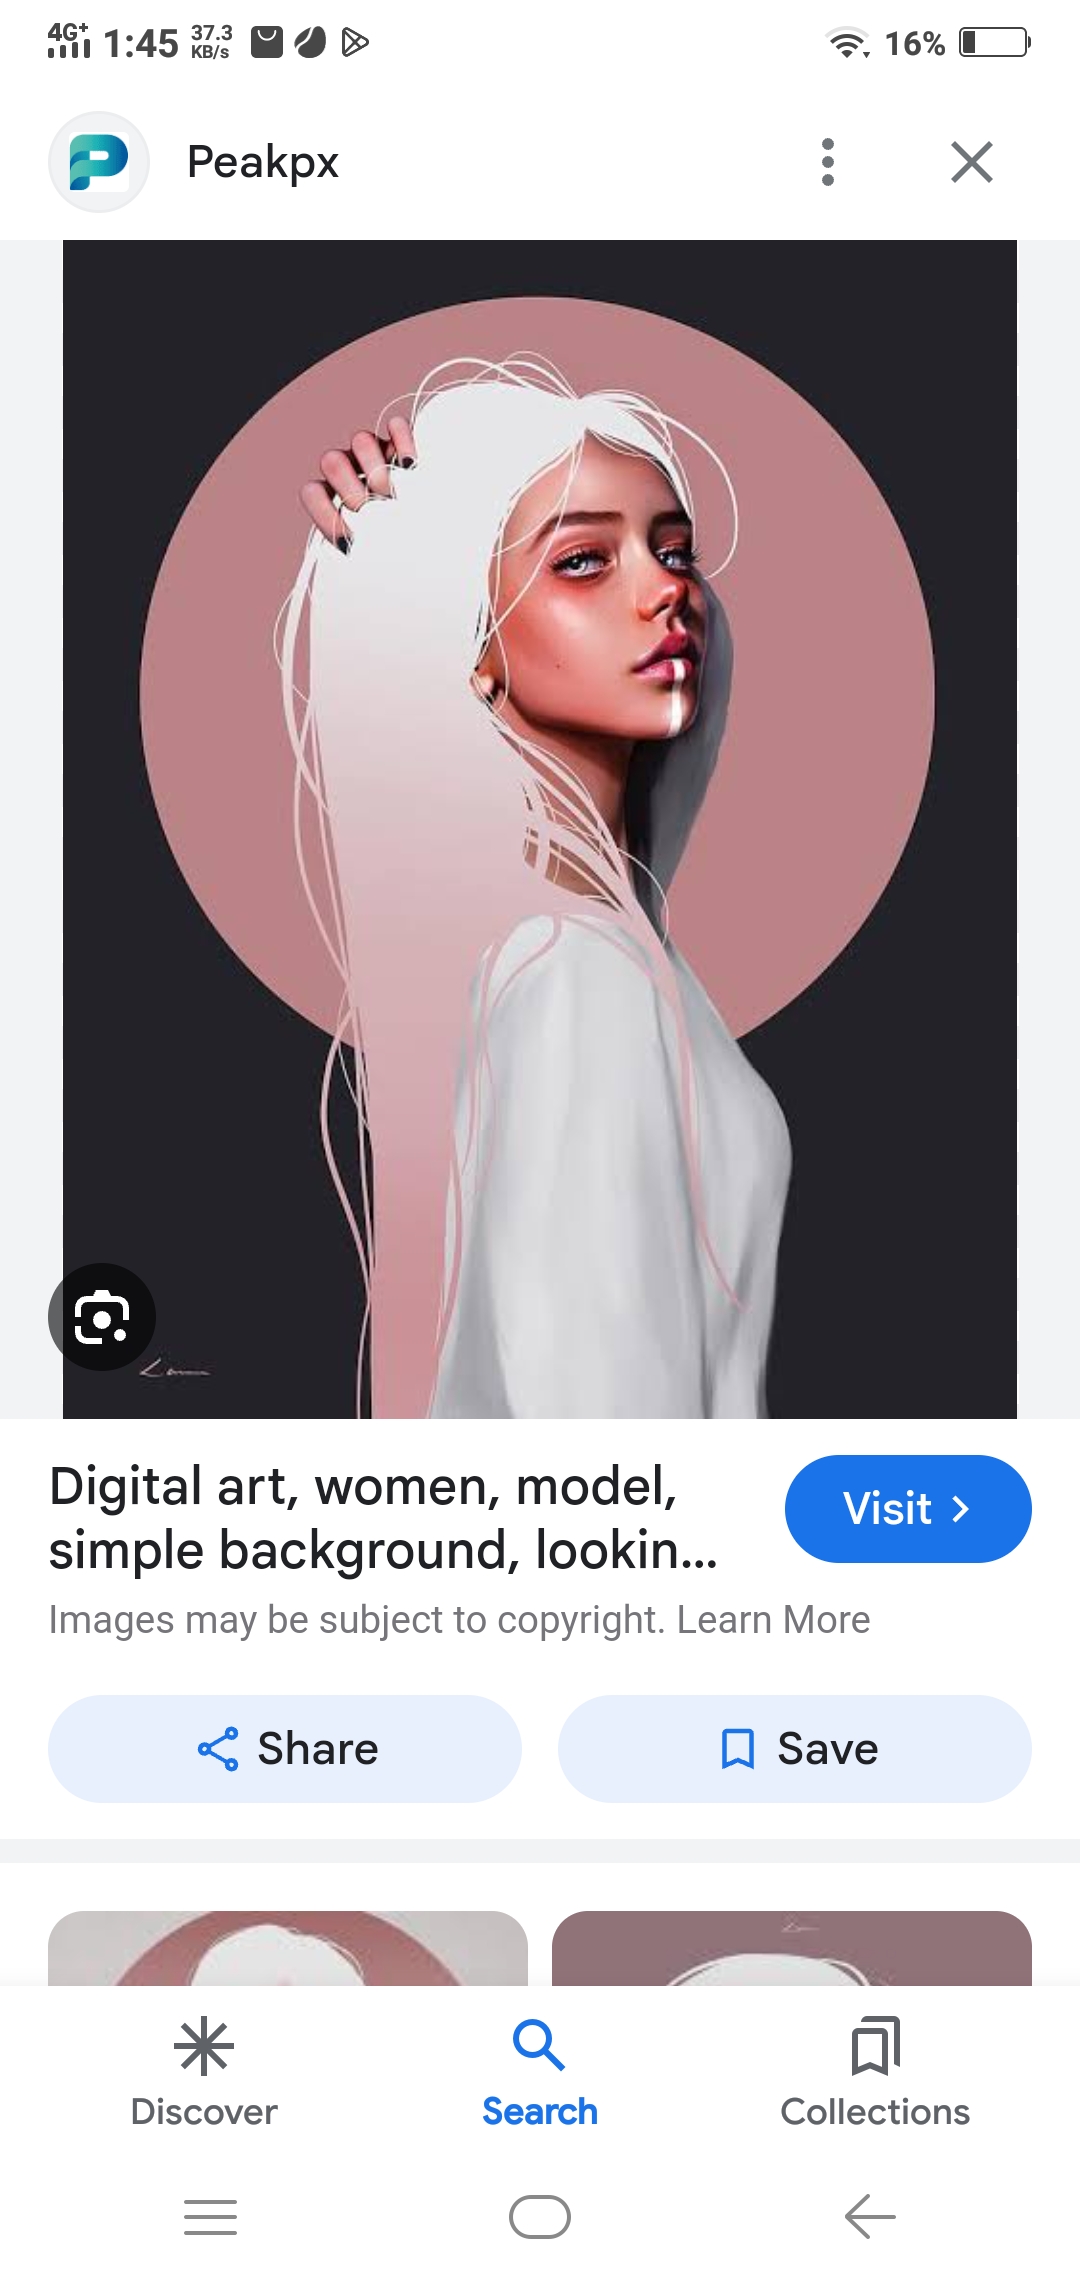 4G+ 1:45 37.3 KB/s 16%
Peakpx
Digital art, women, model,
simple background, lookin...
Visit
Images may be subject to copyright. Learn More
Share
Save
Discover
Search
Collections